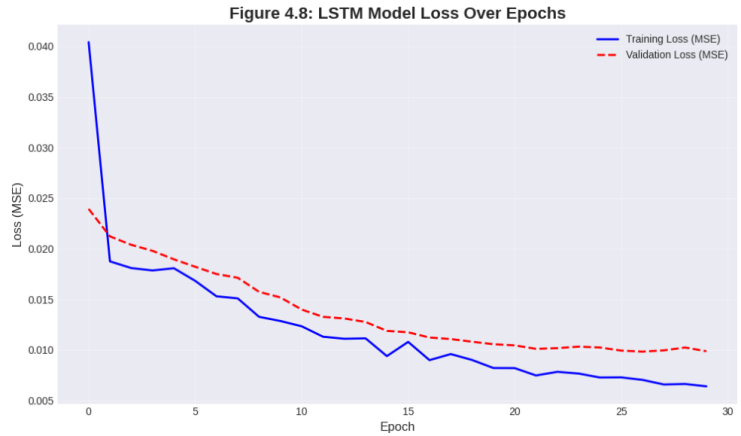 Figure 4.8: LSTM Model Loss Over Epochs
Training Loss (MSE)
Validation Loss (MSE)
0.040
0.035
0.030
0.025
0.020
0.015
0.010
0.005
Loss (MSE)
0 5 10 15 20 25 30
Epoch